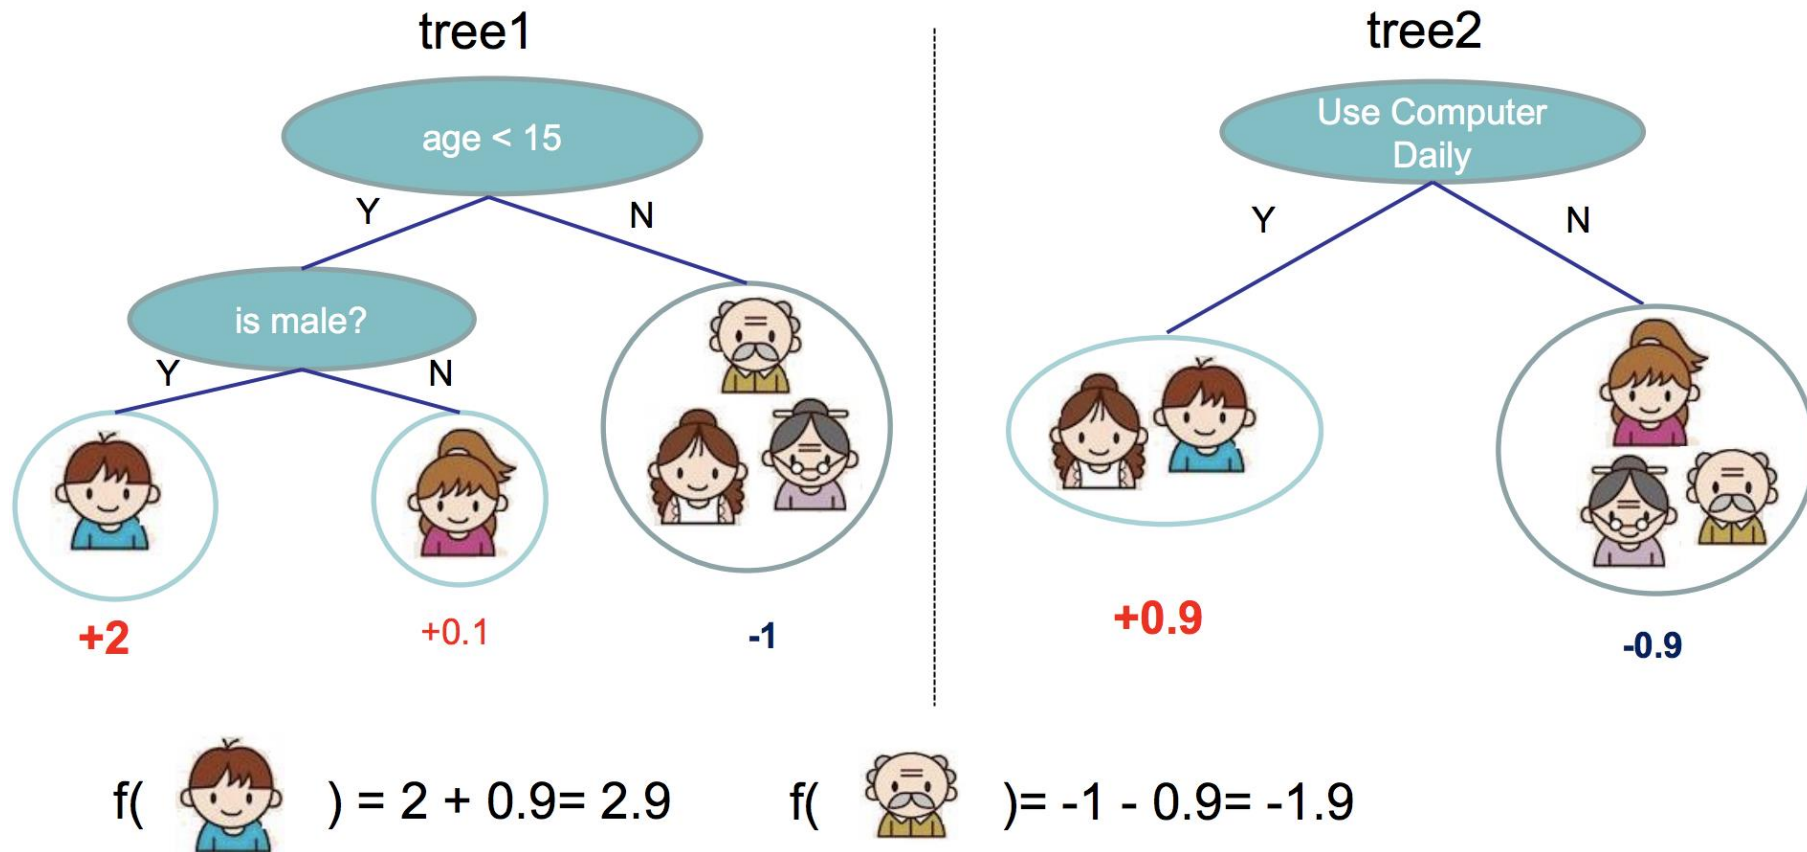 tree1
tree2
age < 15
Use Computer
Daily
Y
N
Y
N
is male?
Y
N
+2
+0.1
-1
+0.9
-0.9
f( ) = 2 + 0.9= 2.9
f( )= -1 - 0.9= -1.9